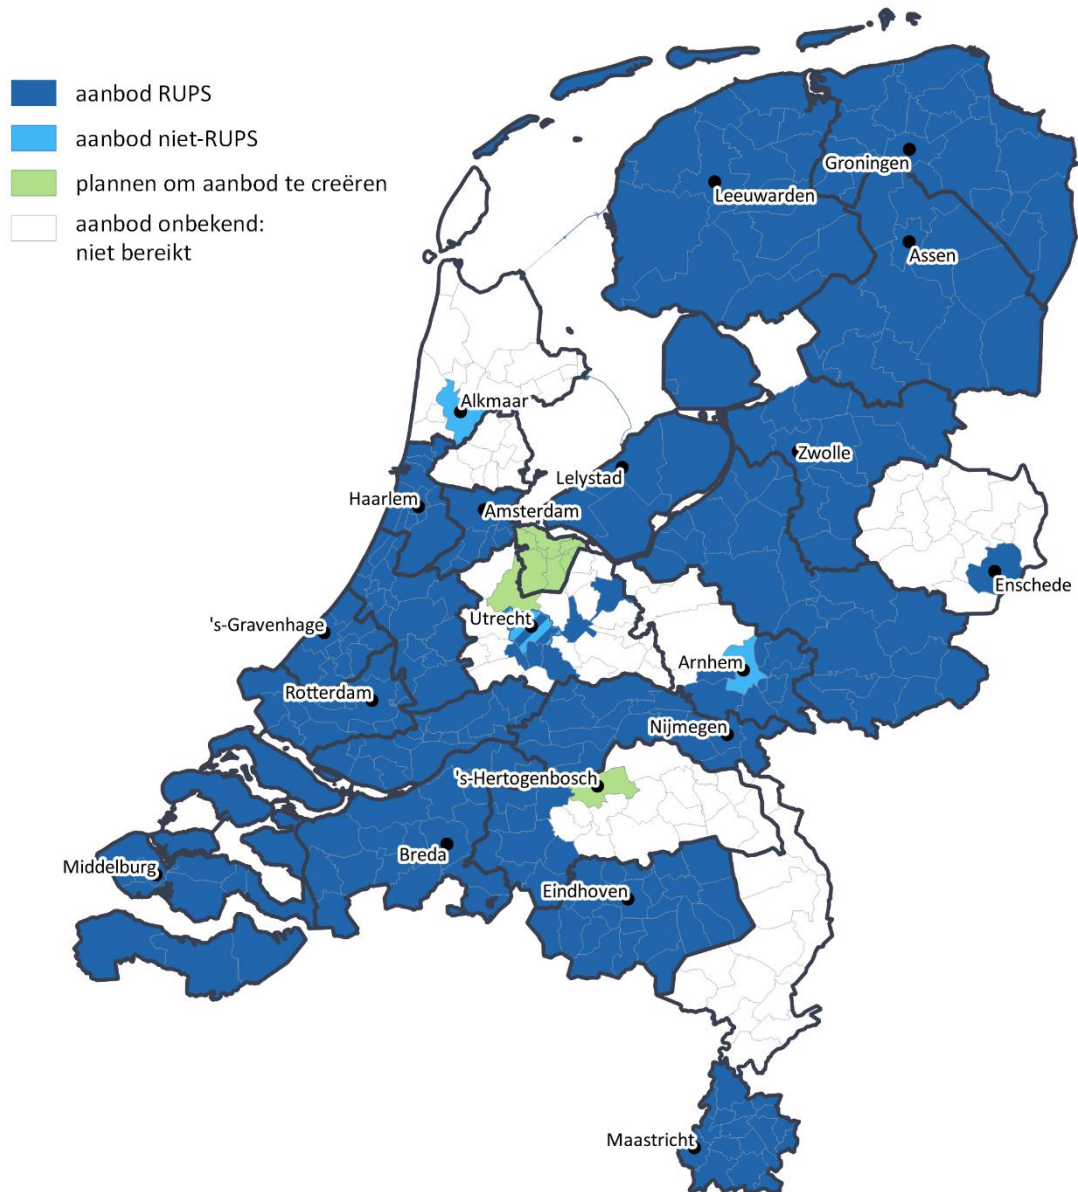 aanbod RUPS
aanbod niet-RUPS
plannen om aanbod te creëren
aanbod onbekend:
niet bereikt
Groningen
Leeuwarden
Assen
Alkmaar
Zwolle
Lelystad
Haarlem
Amsterdam
Enschede
Utrecht
's-Gravenhage
Arnhem
Rotterdam
Nijmegen
's-Hertogenbosch
Breda
Middelburg
Eindhoven
Maastricht